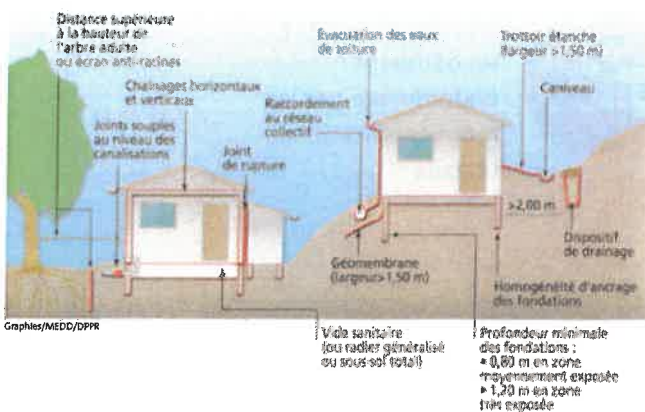 Distance supérieure
à la hauteur de
l'arbre adulte
ou écran anti-racines
Chaînages horizontaux
et verticaux
Joints souples
au niveau des
canalisations
Joint
de rupture
Évacuation des eaux
de toiture
Raccordement
au réseau
collectif
Trottoir étanche
(largeur >1,50 m)
Caniveau
>2,00 m
Dispositif
de drainage
Géomembrane
(largeur>1,50 m)
Homogénéité d'ancrage
des fondations
Graphies/MEDD/DPPR
Vide sanitaire
(ou radier généralisé
ou sous-sol total)
Profondeur minimale
des fondations :
• 0,80 m en zone
moyennement exposée
• 1,20 m en zone
très exposée